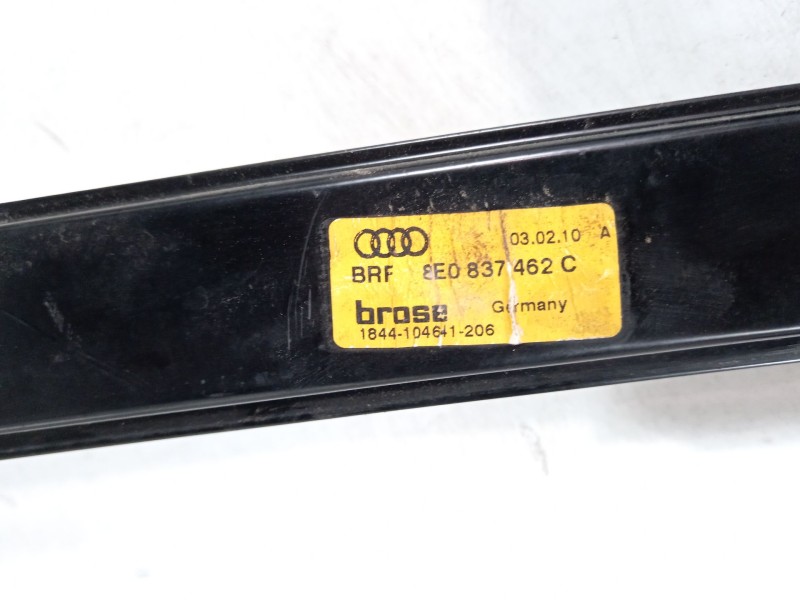 03.02.10 A
BRF 8E0 837 462 C
brose Germany
1844-104641-206